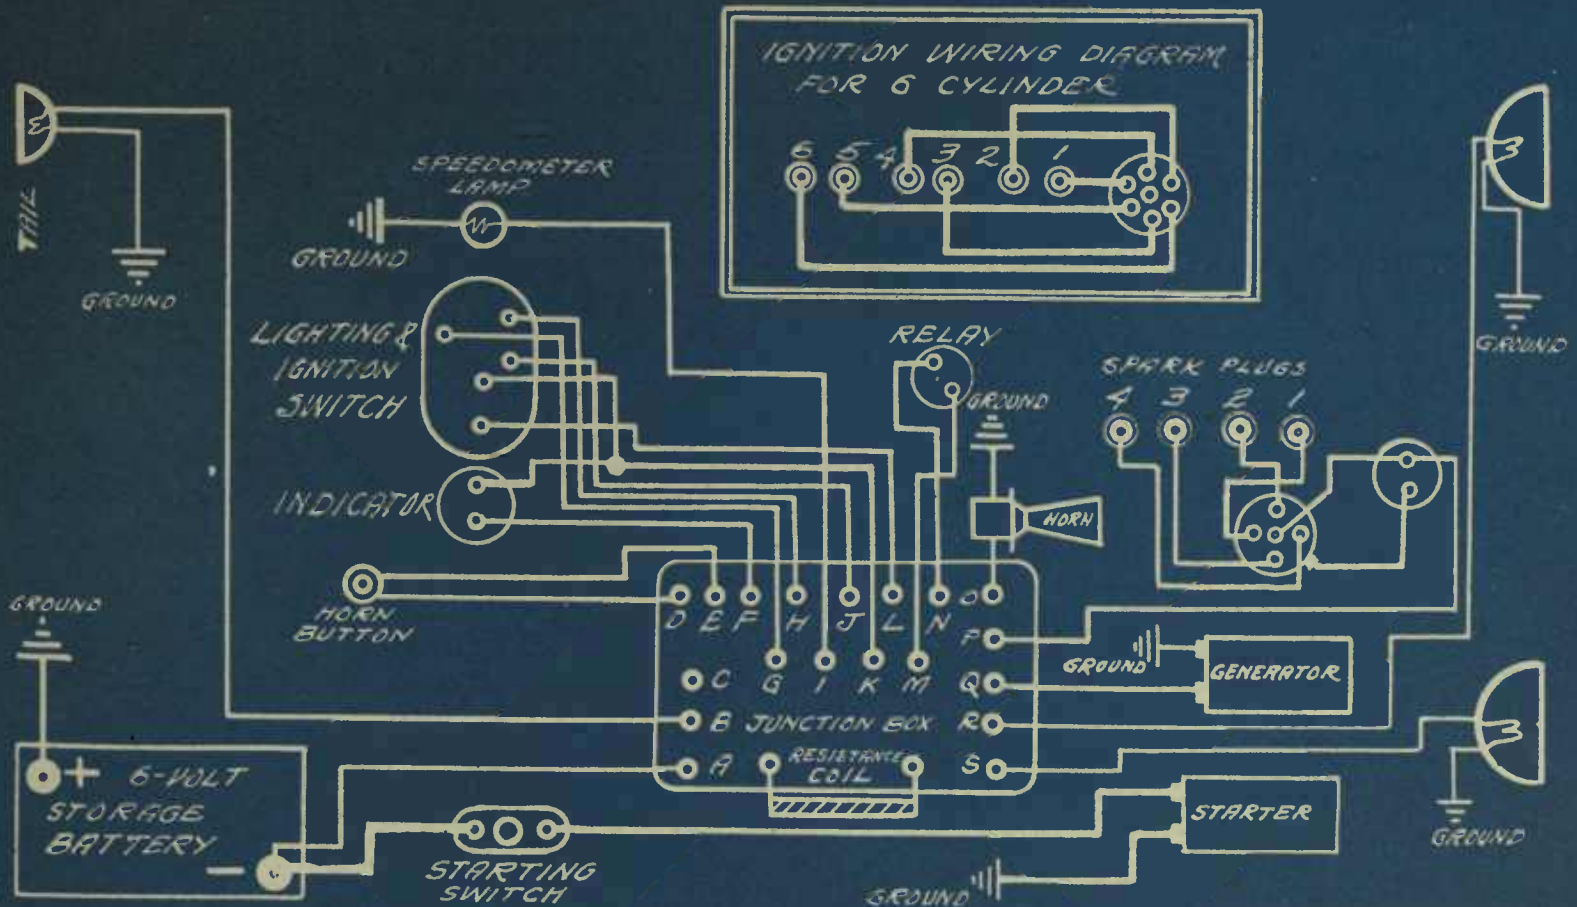 IGNITION WIRING DIAGRAM
FOR 6 CYLINDER
6 5 4 3 2 1
TAIL
GROUND
SPEEDOMETER
LAMP
GROUND
LIGHTING &
IGNITION
SWITCH
INDICATOR
RELAY
GROUND
HORN
SPARK PLUGS
4 3 2 1
GROUND
GROUND
HORN
BUTTON
D E F H J L N O
P
C G I K M Q
B JUNCTION BOX R
A RESISTANCE S
COIL
GROUND
GENERATOR
+ 6-VOLT
STORAGE
BATTERY
-
STARTING
SWITCH
STARTER
GROUND
GROUND